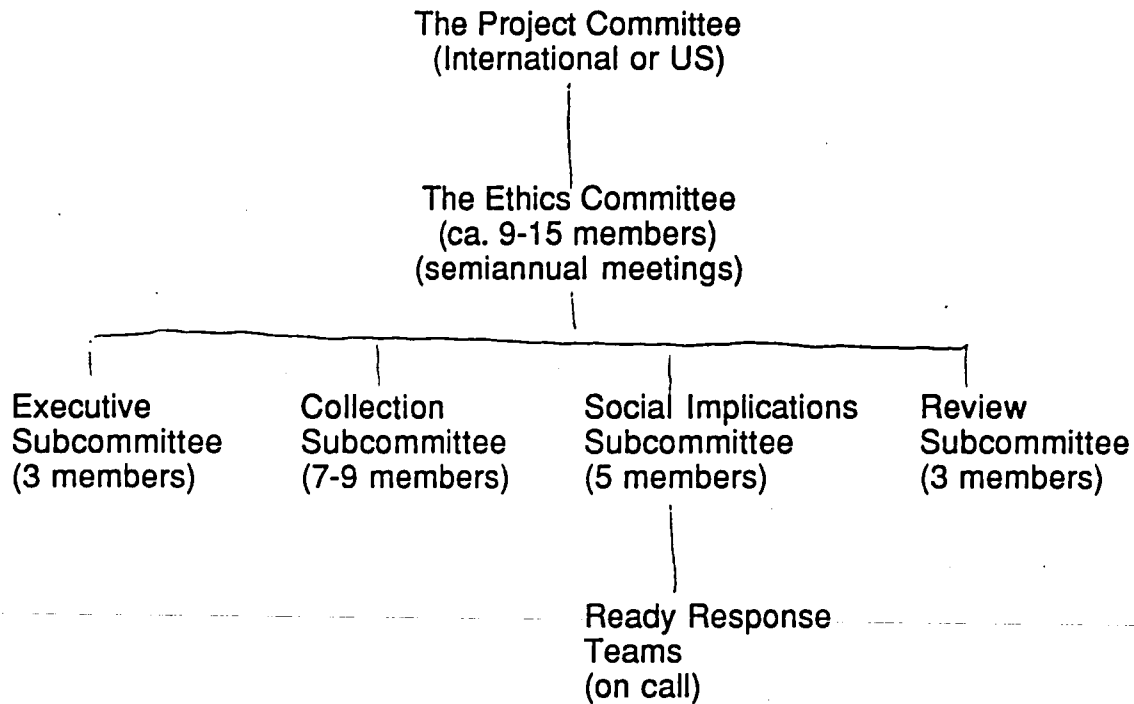 The Project Committee
(International or US)
The Ethics Committee
(ca. 9-15 members)
(semiannual meetings)
Executive
Subcommittee
(3 members)
Collection
Subcommittee
(7-9 members)
Social Implications
Subcommittee
(5 members)
Review
Subcommittee
(3 members)
Ready Response
Teams
(on call)